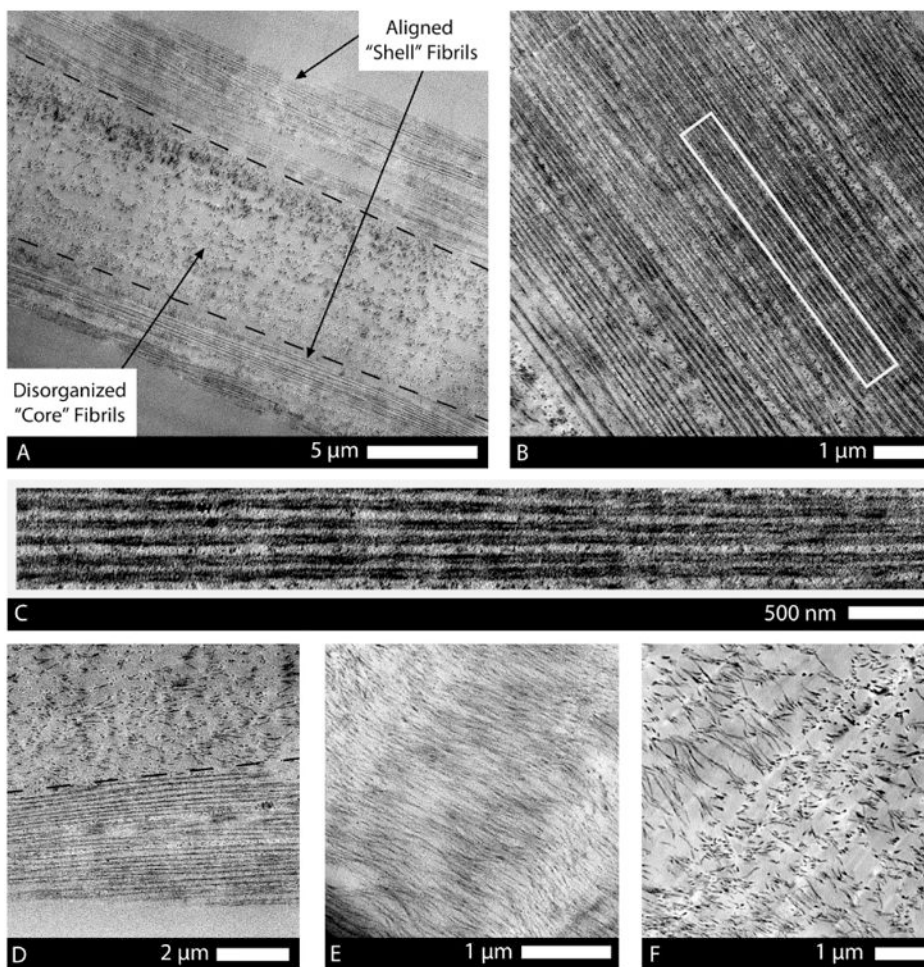 Aligned
“Shell” Fibrils
Disorganized
“Core” Fibrils
A
5 μm
B
1 μm
C
500 nm
D
2 μm
E
1 μm
F
1 μm